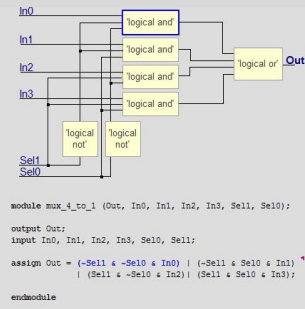 In0
'logical and'
In1
'logical and'
'logical or'
Out
In2
'logical and'
In3
'logical and'
'logical not'
'logical not'
Sel1
Sel0
module mux_4_to_1 (Out, In0, In1, In2, In3, Sel1, Sel0);
output Out;
input In0, In1, In2, In3, Sel0, Sel1;
assign Out = (~Sel1 & ~Sel0 & In0) | (~Sel1 & Sel0 & In1)
| (Sel1 & ~Sel0 & In2)| (Sel1 & Sel0 & In3);
endmodule